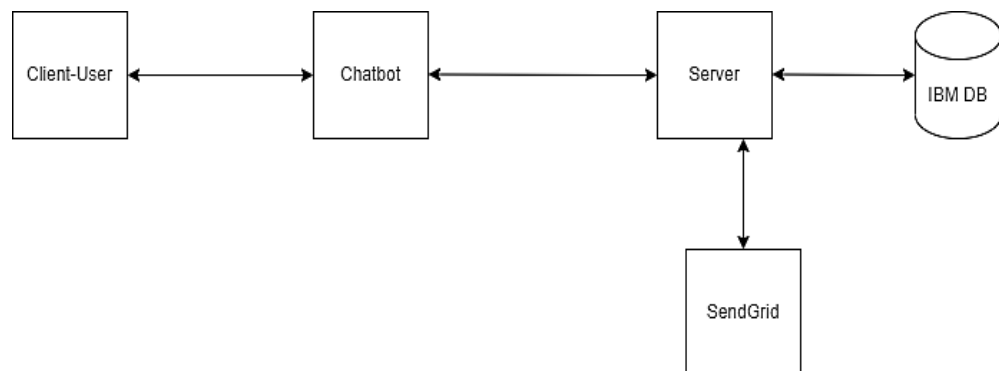 Client-User
Chatbot
Server
IBM DB
SendGrid